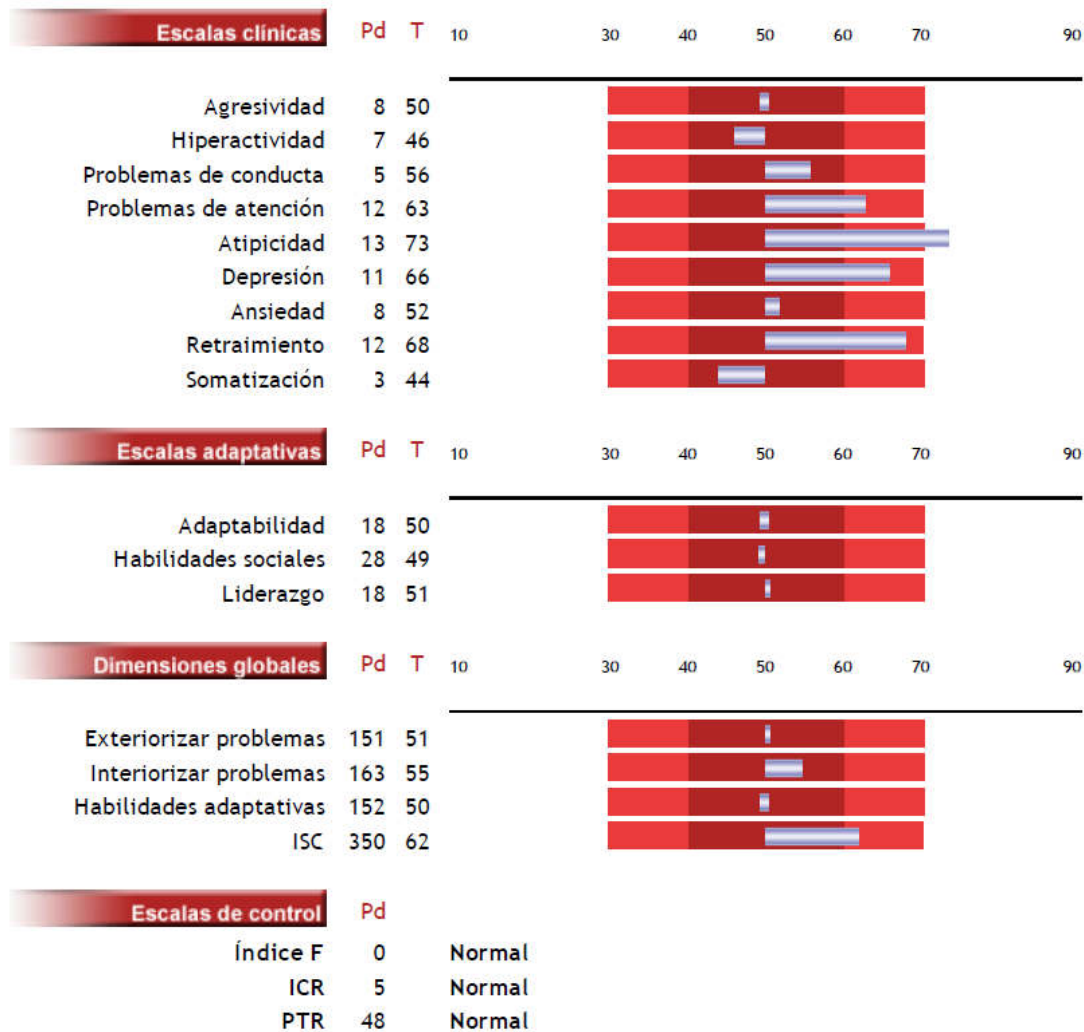 Escalas clínicas Pd T 10 30 40 50 60 70 90
Agresividad 8 50
Hiperactividad 7 46
Problemas de conducta 5 56
Problemas de atención 12 63
Atipicidad 13 73
Depresión 11 66
Ansiedad 8 52
Retraimiento 12 68
Somatización 3 44
Escalas adaptativas Pd T 10 30 40 50 60 70 90
Adaptabilidad 18 50
Habilidades sociales 28 49
Liderazgo 18 51
Dimensiones globales Pd T 10 30 40 50 60 70 90
Exteriorizar problemas 151 51
Interiorizar problemas 163 55
Habilidades adaptativas 152 50
ISC 350 62
Escalas de control Pd
Índice F 0 Normal
ICR 5 Normal
PTR 48 Normal